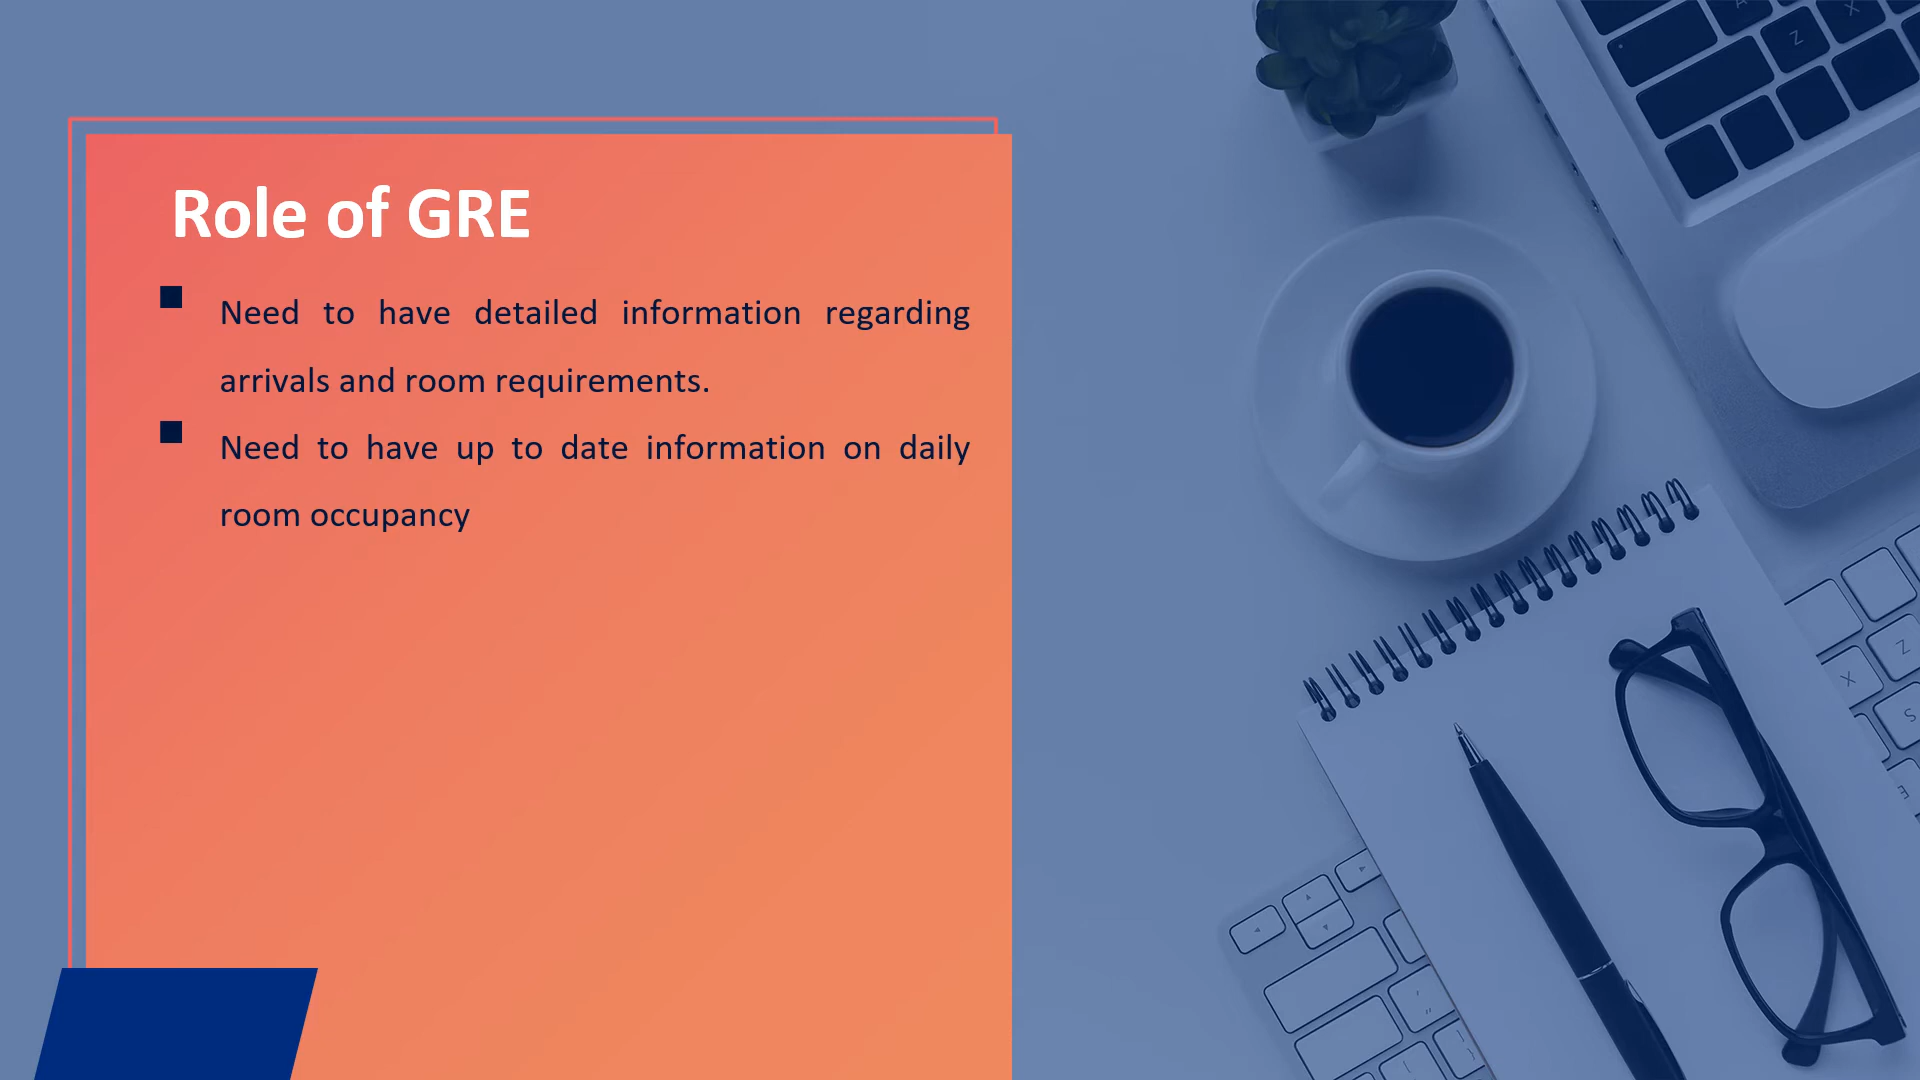 Role of GRE
Need to have detailed information regarding
arrivals and room requirements.
Need to have up to date information on daily
room occupancy